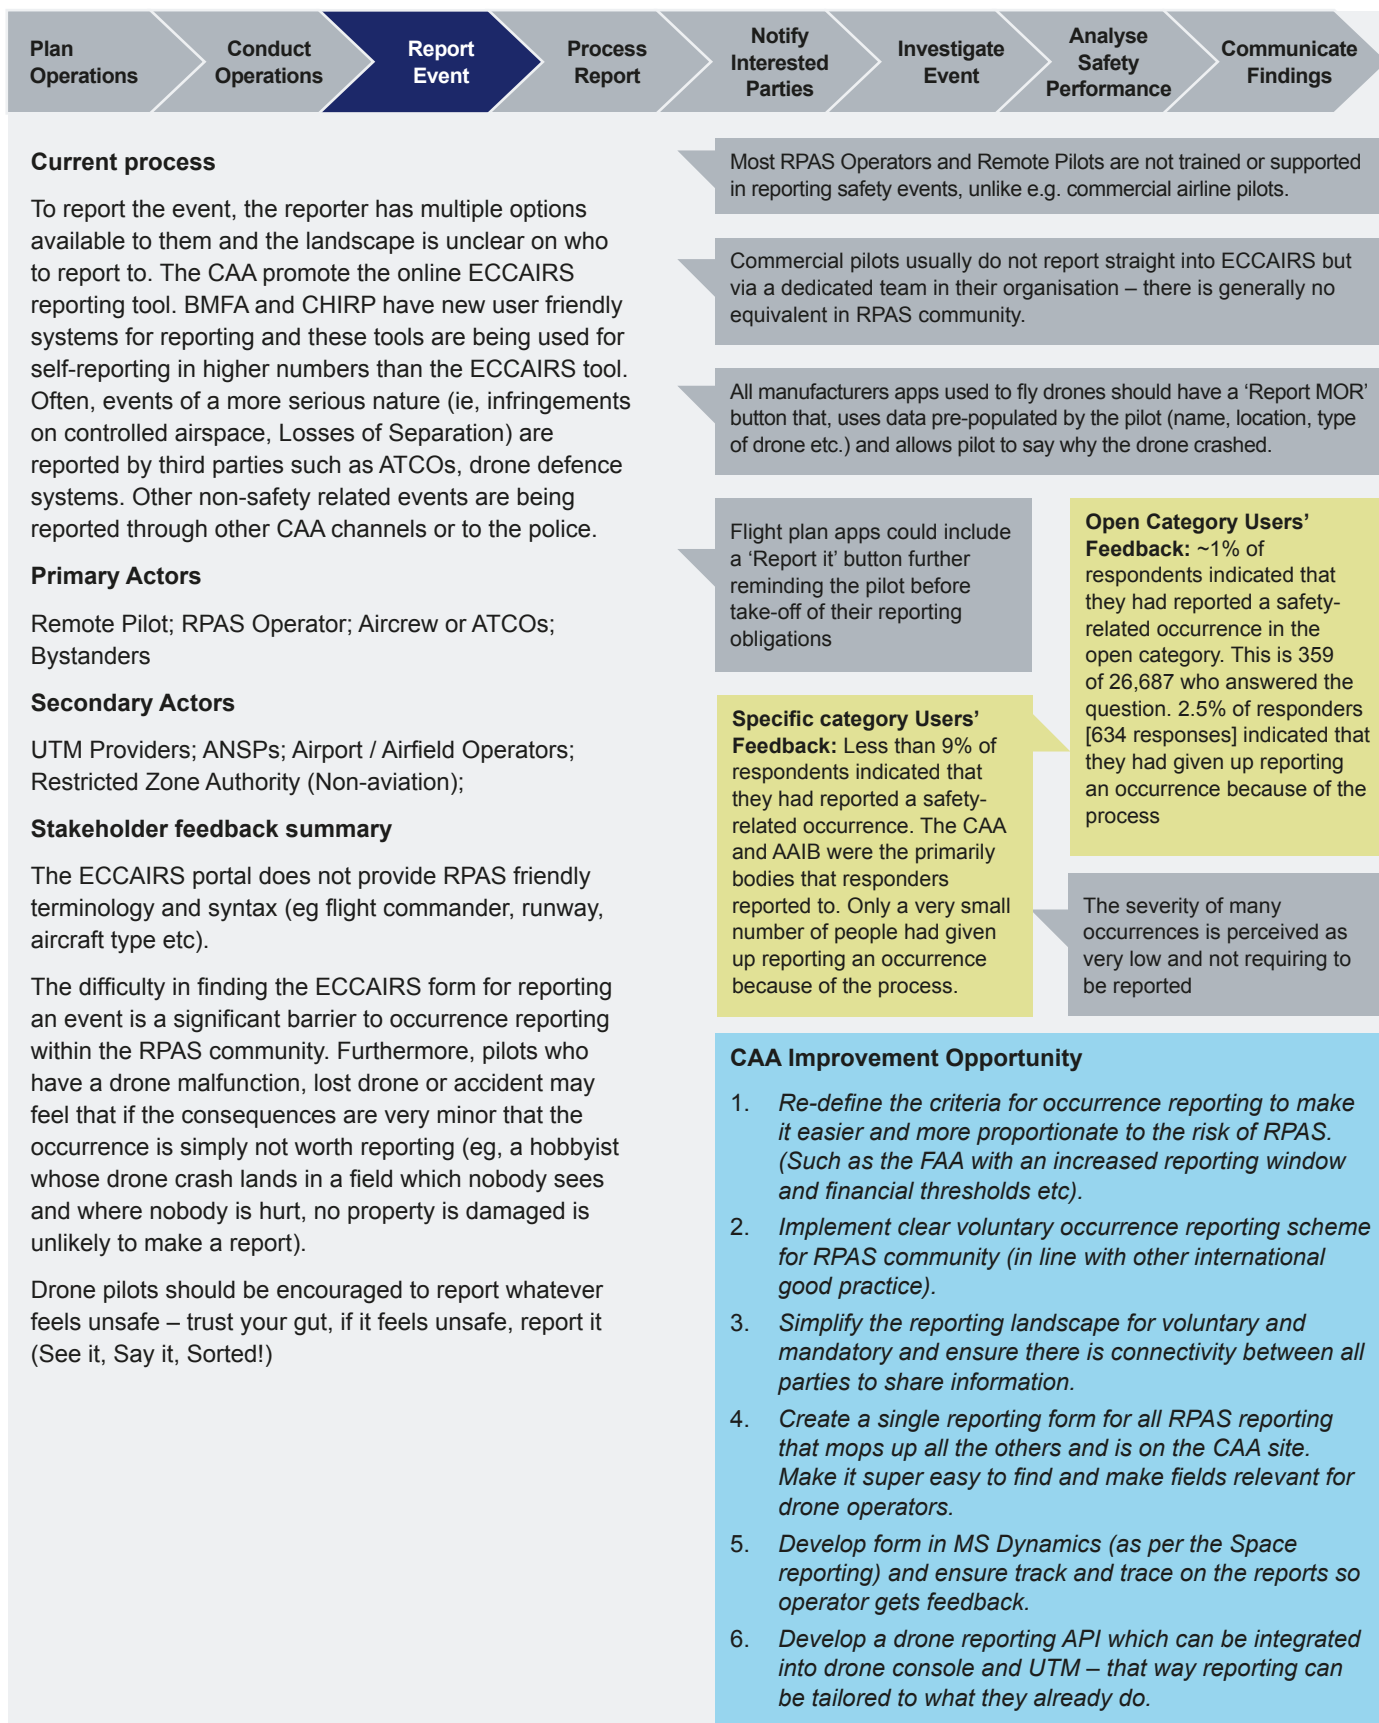 Plan
Operations
Conduct
Operations
Report
Event
Process
Report
Notify
Interested
Parties
Investigate
Event
Analyse
Safety
Performance
Communicate
Findings
Current process
To report the event, the reporter has multiple options
available to them and the landscape is unclear on who
to report to. The CAA promote the online ECCAIRS
reporting tool. BMFA and CHIRP have new user friendly
systems for reporting and these tools are being used for
self-reporting in higher numbers than the ECCAIRS tool.
Often, events of a more serious nature (ie, infringements
on controlled airspace, Losses of Separation) are
reported by third parties such as ATCOs, drone defence
systems. Other non-safety related events are being
reported through other CAA channels or to the police.
Primary Actors
Remote Pilot; RPAS Operator; Aircrew or ATCOs;
Bystanders
Secondary Actors
UTM Providers; ANSPs; Airport / Airfield Operators;
Restricted Zone Authority (Non-aviation);
Stakeholder feedback summary
The ECCAIRS portal does not provide RPAS friendly
terminology and syntax (eg flight commander, runway,
aircraft type etc).
The difficulty in finding the ECCAIRS form for reporting
an event is a significant barrier to occurrence reporting
within the RPAS community. Furthermore, pilots who
have a drone malfunction, lost drone or accident may
feel that if the consequences are very minor that the
occurrence is simply not worth reporting (eg, a hobbyist
whose drone crash lands in a field which nobody sees
and where nobody is hurt, no property is damaged is
unlikely to make a report).
Drone pilots should be encouraged to report whatever
feels unsafe – trust your gut, if it feels unsafe, report it
(See it, Say it, Sorted!)
Most RPAS Operators and Remote Pilots are not trained or supported
in reporting safety events, unlike e.g. commercial airline pilots.
Commercial pilots usually do not report straight into ECCAIRS but
via a dedicated team in their organisation – there is generally no
equivalent in RPAS community.
All manufacturers apps used to fly drones should have a ‘Report MOR’
button that, uses data pre-populated by the pilot (name, location, type
of drone etc.) and allows pilot to say why the drone crashed.
Flight plan apps could include
a ‘Report it’ button further
reminding the pilot before
take-off of their reporting
obligations
Open Category Users’
Feedback: ~1% of
respondents indicated that
they had reported a safety-
related occurrence in the
open category. This is 359
of 26,687 who answered the
question. 2.5% of responders
[634 responses] indicated that
they had given up reporting
an occurrence because of the
process
Specific category Users’
Feedback: Less than 9% of
respondents indicated that
they had reported a safety-
related occurrence. The CAA
and AAIB were the primarily
bodies that responders
reported to. Only a very small
number of people had given
up reporting an occurrence
because of the process.
The severity of many
occurrences is perceived as
very low and not requiring to
be reported
CAA Improvement Opportunity
1. Re-define the criteria for occurrence reporting to make
it easier and more proportionate to the risk of RPAS.
(Such as the FAA with an increased reporting window
and financial thresholds etc).
2. Implement clear voluntary occurrence reporting scheme
for RPAS community (in line with other international
good practice).
3. Simplify the reporting landscape for voluntary and
mandatory and ensure there is connectivity between all
parties to share information.
4. Create a single reporting form for all RPAS reporting
that mops up all the others and is on the CAA site.
Make it super easy to find and make fields relevant for
drone operators.
5. Develop form in MS Dynamics (as per the Space
reporting) and ensure track and trace on the reports so
operator gets feedback.
6. Develop a drone reporting API which can be integrated
into drone console and UTM – that way reporting can
be tailored to what they already do.